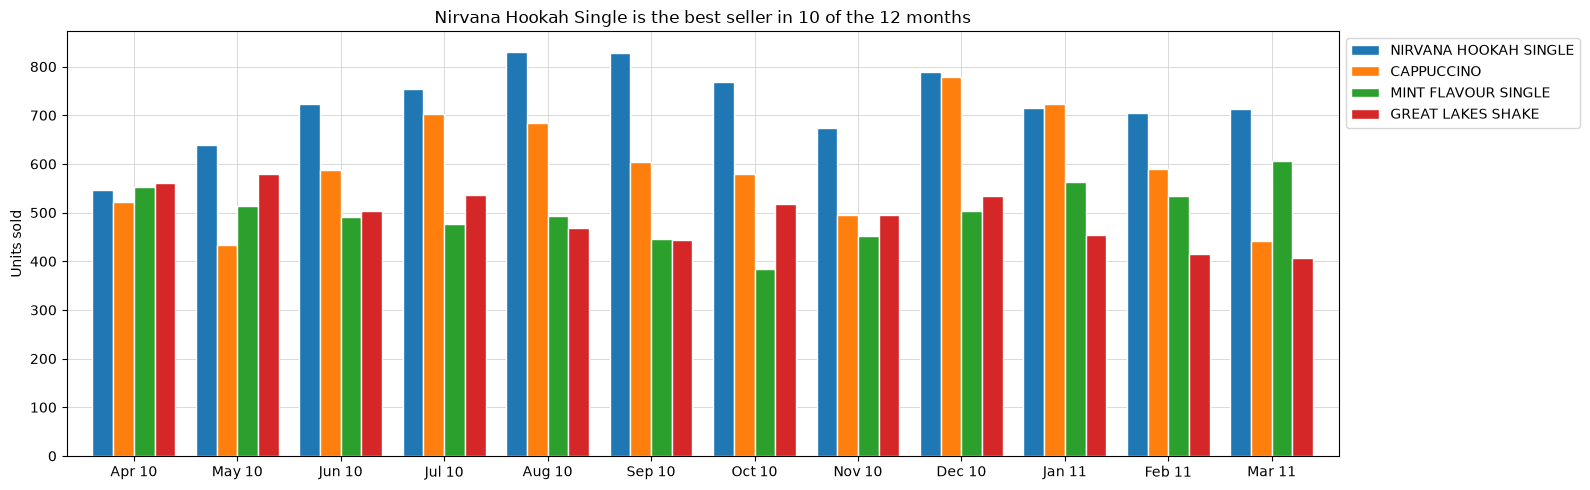 Nirvana Hookah Single is the best seller in 10 of the 12 months
NIRVANA HOOKAH SINGLE
CAPPUCCINO
MINT FLAVOUR SINGLE
GREAT LAKES SHAKE
Units sold
800
700
600
500
400
300
200
100
0
Apr 10 May 10 Jun 10 Jul 10 Aug 10 Sep 10 Oct 10 Nov 10 Dec 10 Jan 11 Feb 11 Mar 11